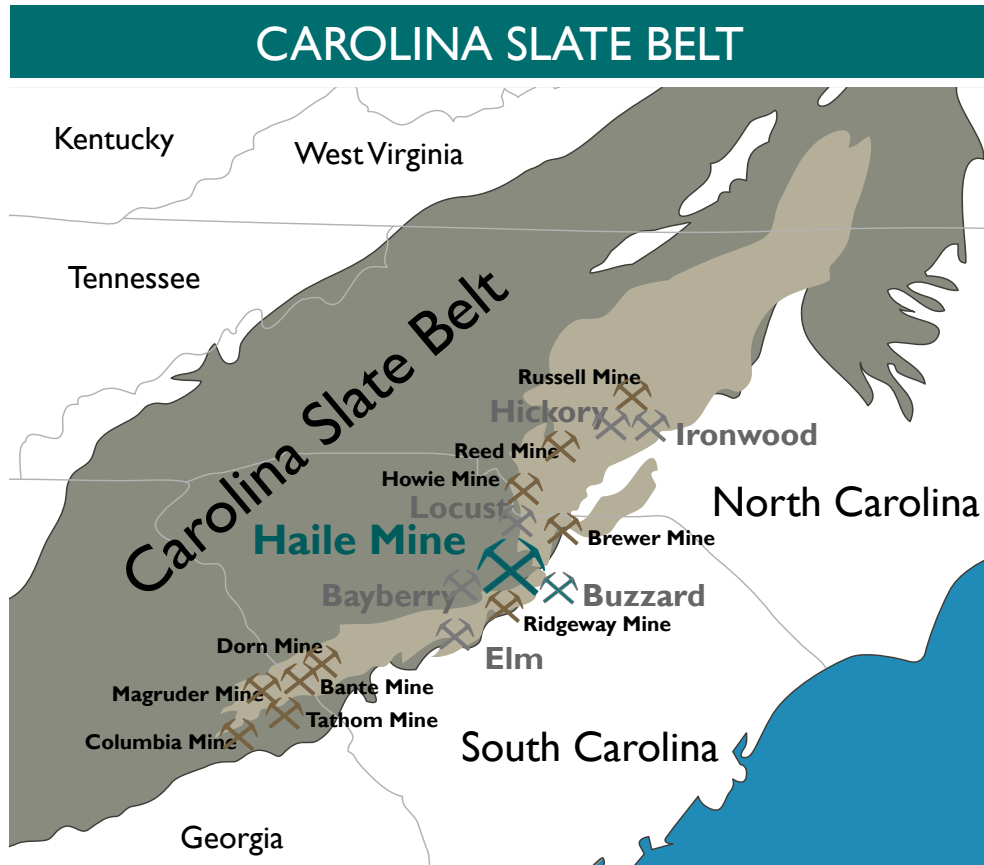 CAROLINA SLATE BELT
Kentucky
West Virginia
Tennessee
Carolina Slate Belt
Russell Mine
Hickory
Ironwood
Reed Mine
Howie Mine
North Carolina
Locust
Haile Mine
Brewer Mine
Bayberry
Buzzard
Ridgeway Mine
Dorn Mine
Elm
Bante Mine
Magruder Mine
Tathom Mine
Columbia Mine
South Carolina
Georgia